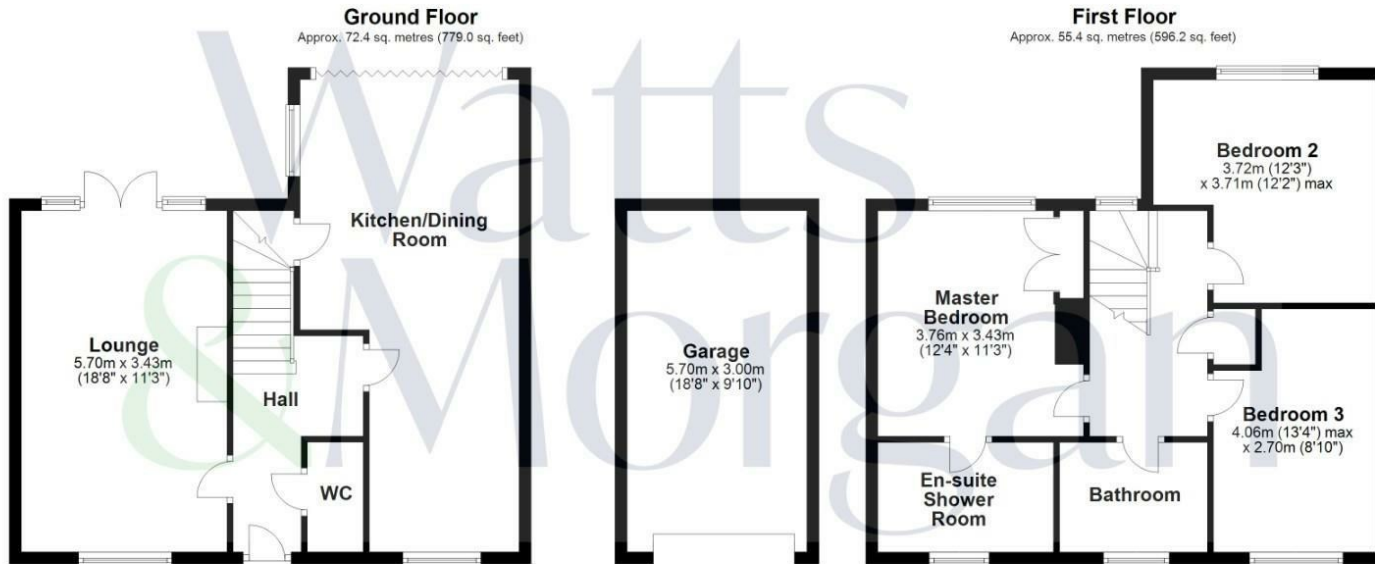 Ground Floor
Approx. 72.4 sq. metres (779.0 sq. feet)
Kitchen/Dining
Room
Lounge
5.70m x 3.43m
(18'8" x 11'3")
Hall
WC
Garage
5.70m x 3.00m
(18'8" x 9'10")
First Floor
Approx. 55.4 sq. metres (596.2 sq. feet)
Bedroom 2
3.72m (12'3")
x 3.71m (12'2") max
Master
Bedroom
3.76m x 3.43m
(12'4" x 11'3")
Bedroom 3
4.06m (13'4") max
x 2.70m (8'10")
En-suite
Shower
Room
Bathroom
Watts
& Morgan